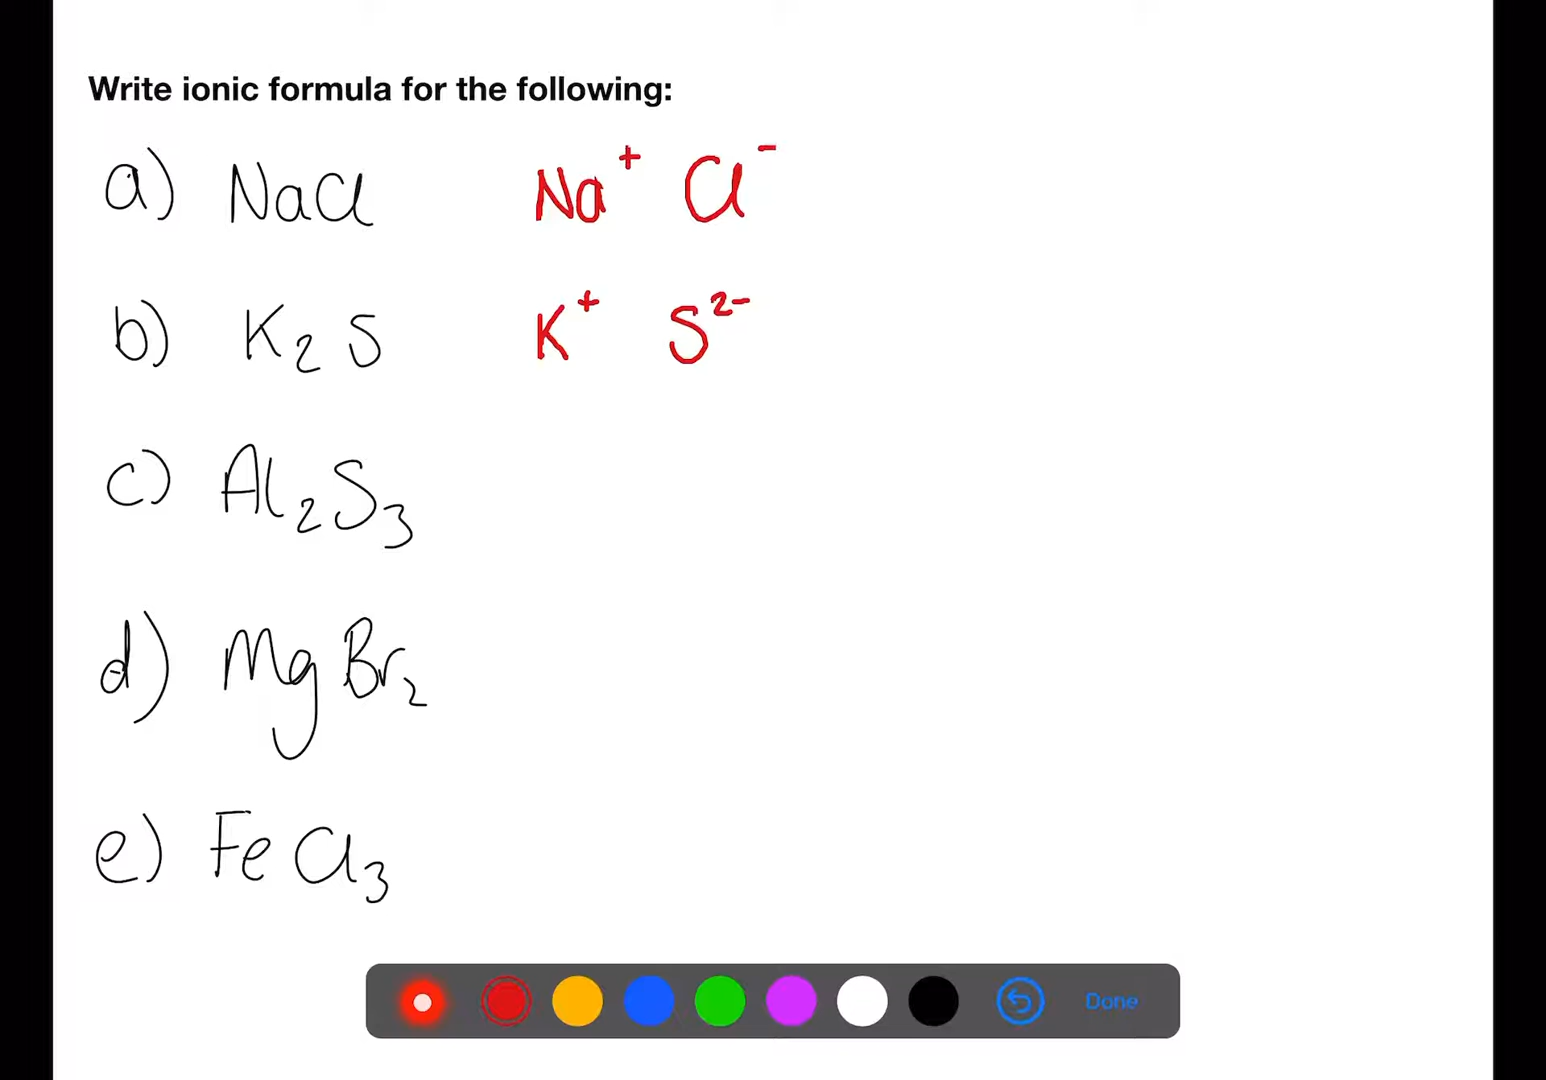 Write ionic formula for the following:
a) NaCl Na⁺ Cl⁻
b) K₂S K⁺ S²⁻
c) Al₂S₃
d) MgBr₂
e) FeCl₃
Done